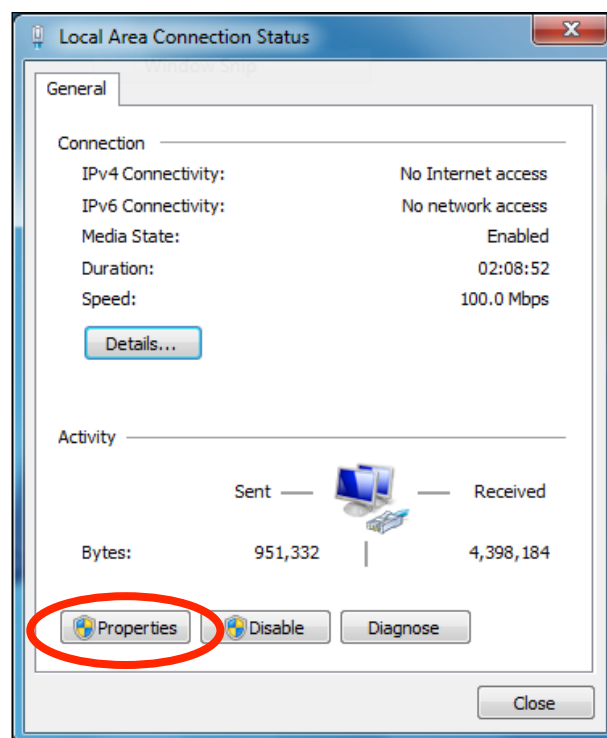 Local Area Connection Status
Window Snip
General
Connection
IPv4 Connectivity: No Internet access
IPv6 Connectivity: No network access
Media State: Enabled
Duration: 02:08:52
Speed: 100.0 Mbps
Details...
Activity
Sent Received
Bytes: 951,332 4,398,184
Properties Disable Diagnose
Close